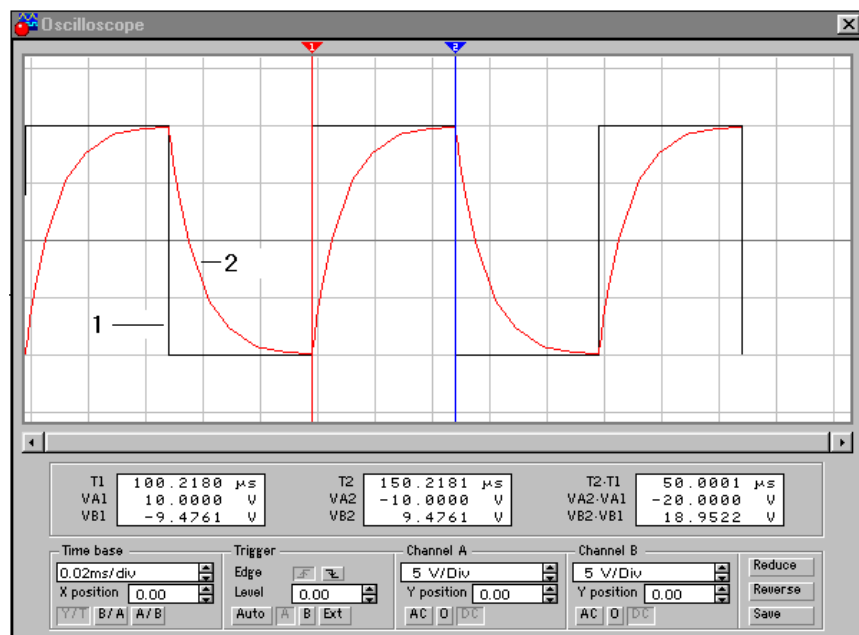 Oscilloscope
1
2
2
1
T1 100.2180 µs
VA1 10.0000 V
VB1 -9.4761 V
T2 150.2181 µs
VA2 -10.0000 V
VB2 9.4761 V
T2-T1 50.0001 µs
VA2-VA1 -20.0000 V
VB2-VB1 18.9522 V
Time base
0.02ms/div
X position 0.00
Y/T B/A A/B
Trigger
Edge
Level 0.00
Auto A B Ext
Channel A
5 V/Div
Y position 0.00
AC 0 DC
Channel B
5 V/Div
Y position 0.00
AC 0 DC
Reduce
Reverse
Save